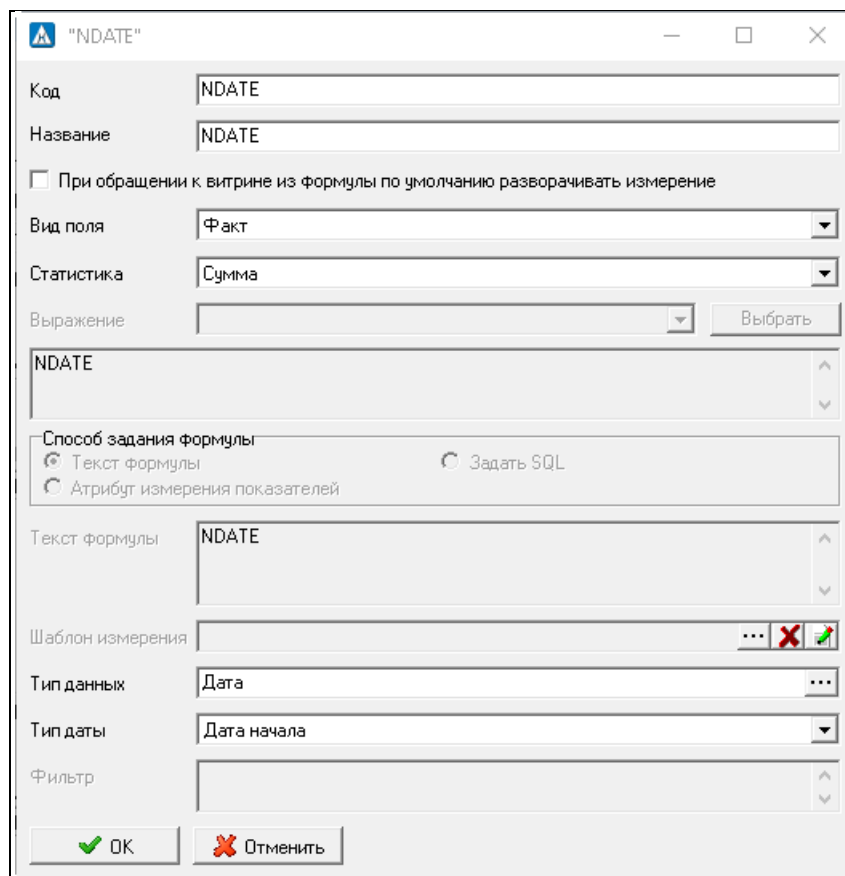 "NDATE"
Код NDATE
Название NDATE
При обращении к витрине из формулы по умолчанию разворачивать измерение
Вид поля Факт
Статистика Сумма
Выражение Выбрать
NDATE
Способ задания формулы
Текст формулы Задать SQL
Атрибут измерения показателей
Текст формулы NDATE
Шаблон измерения ...
Тип данных Дата ...
Тип даты Дата начала
Фильтр
OK Отменить